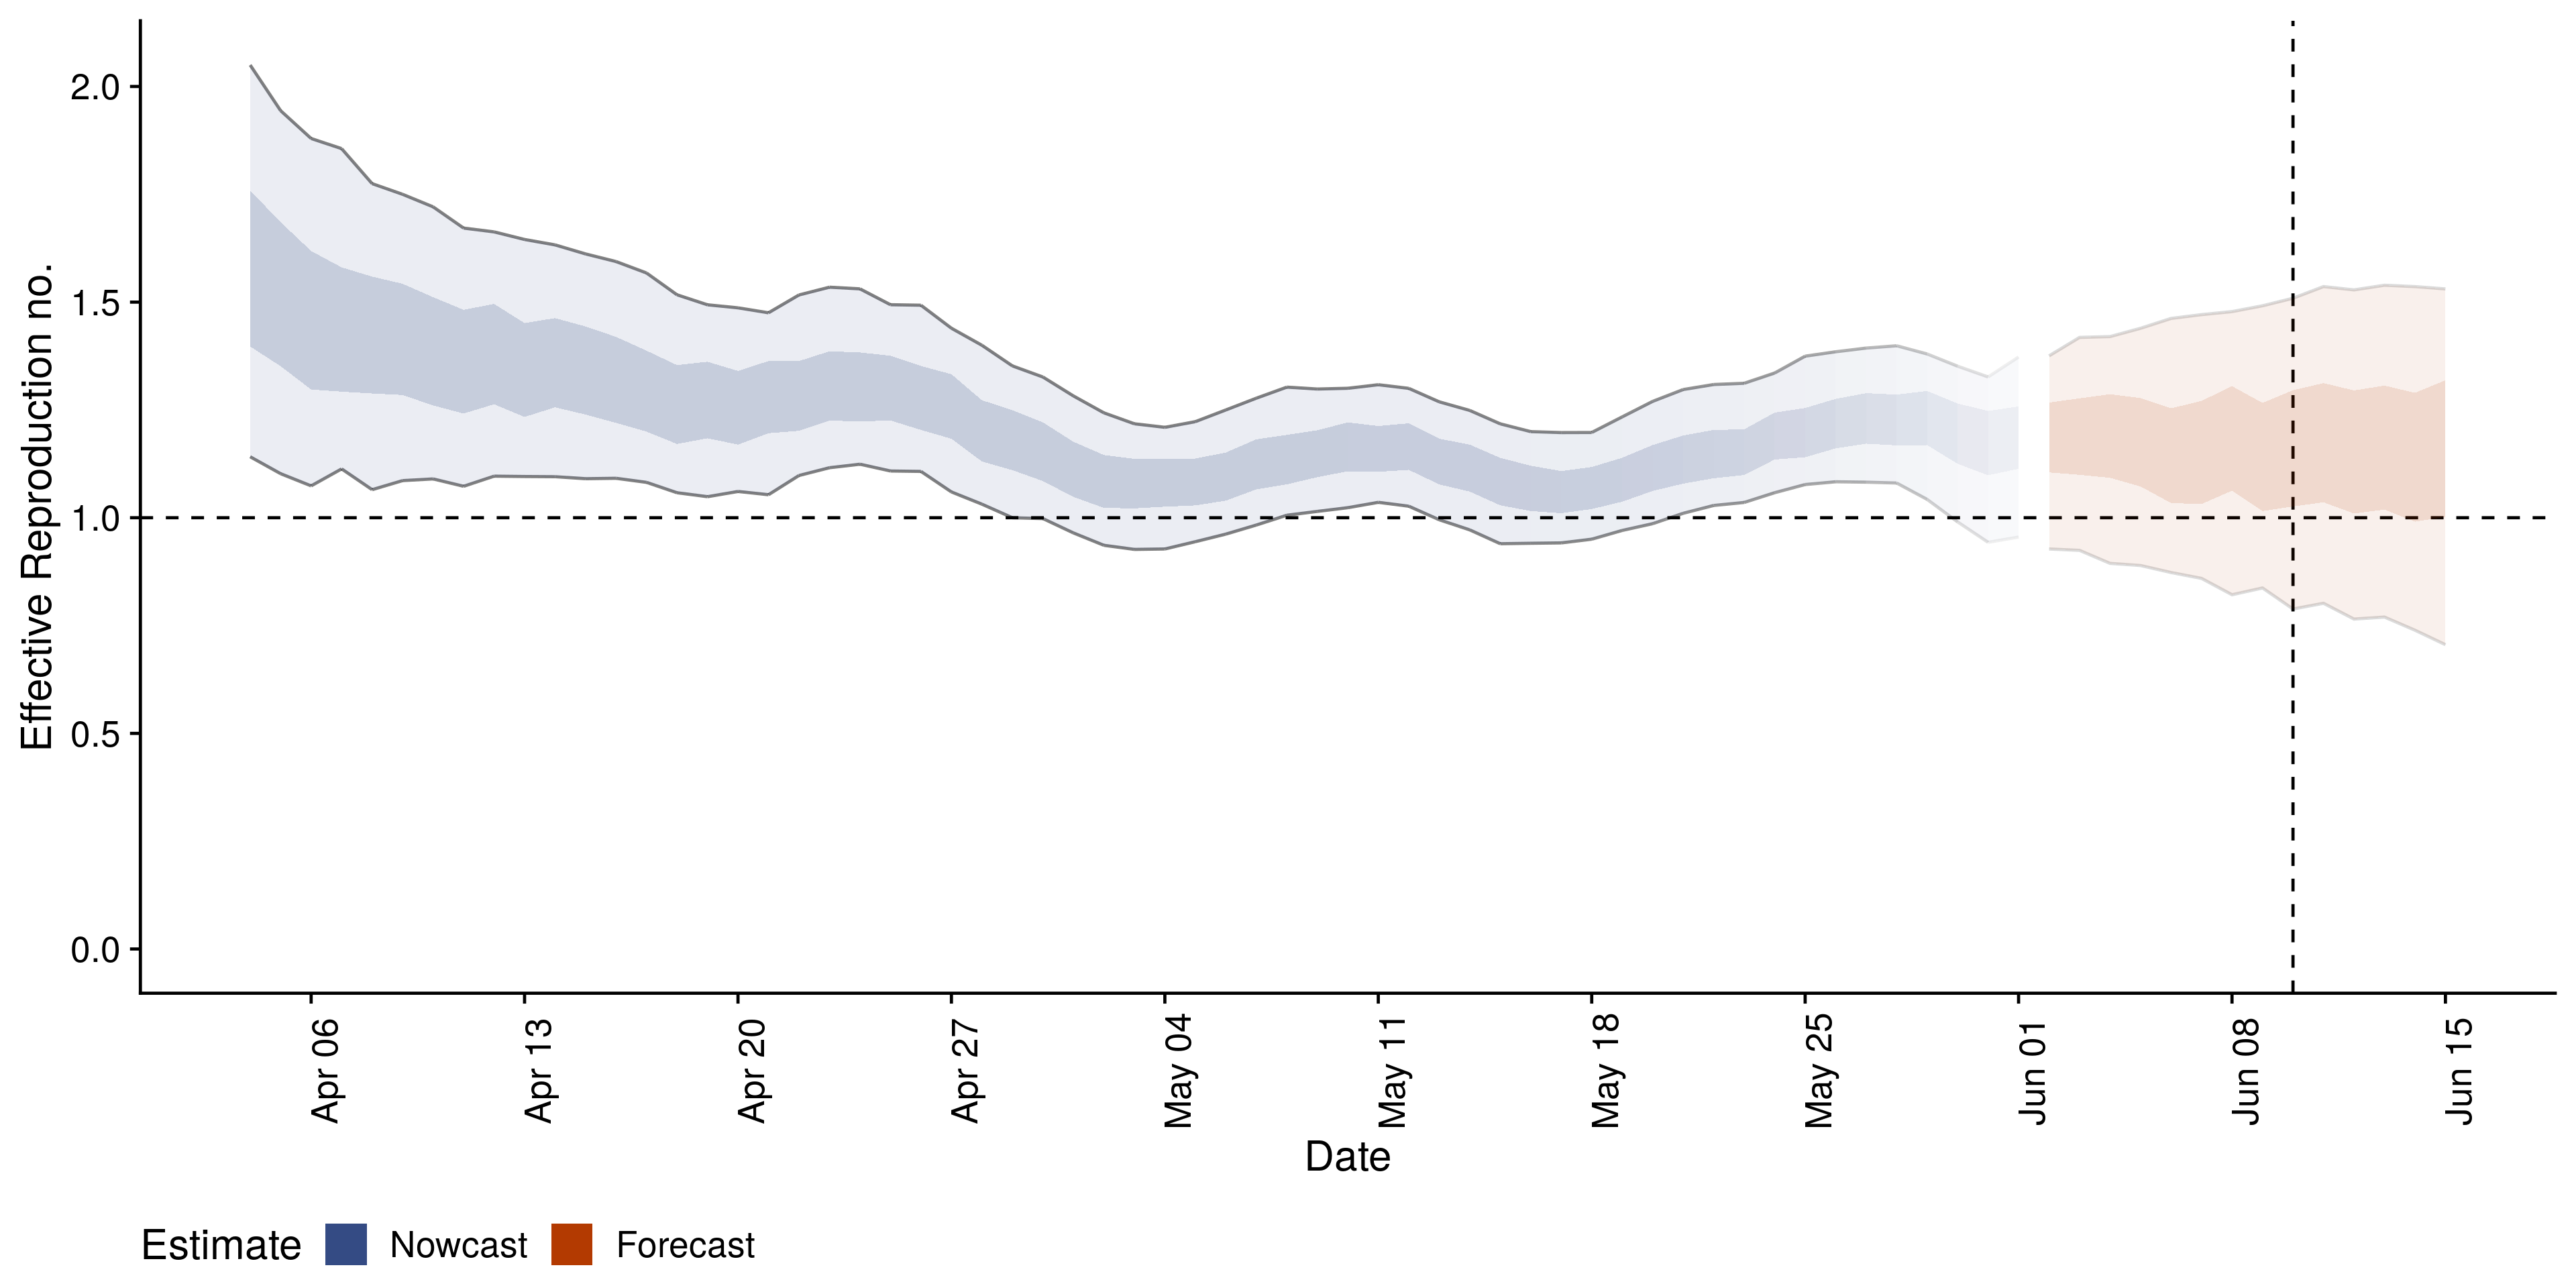 Effective Reproduction no.
2.0
1.5
1.0
0.5
0.0
Apr 06
Apr 13
Apr 20
Apr 27
May 04
May 11
May 18
May 25
Jun 01
Jun 08
Jun 15
Date
Estimate Nowcast Forecast